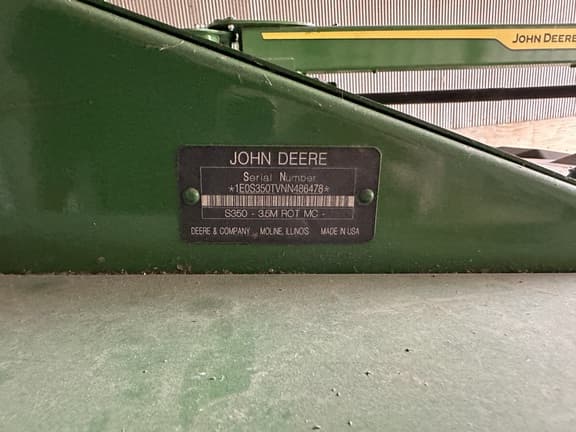 JOHN DEERE
JOHN DEERE
Serial Number
*1E0S350TVNN486478*
S350 - 3.5M ROT MC -
DEERE & COMPANY MOLINE, ILLINOIS MADE IN USA